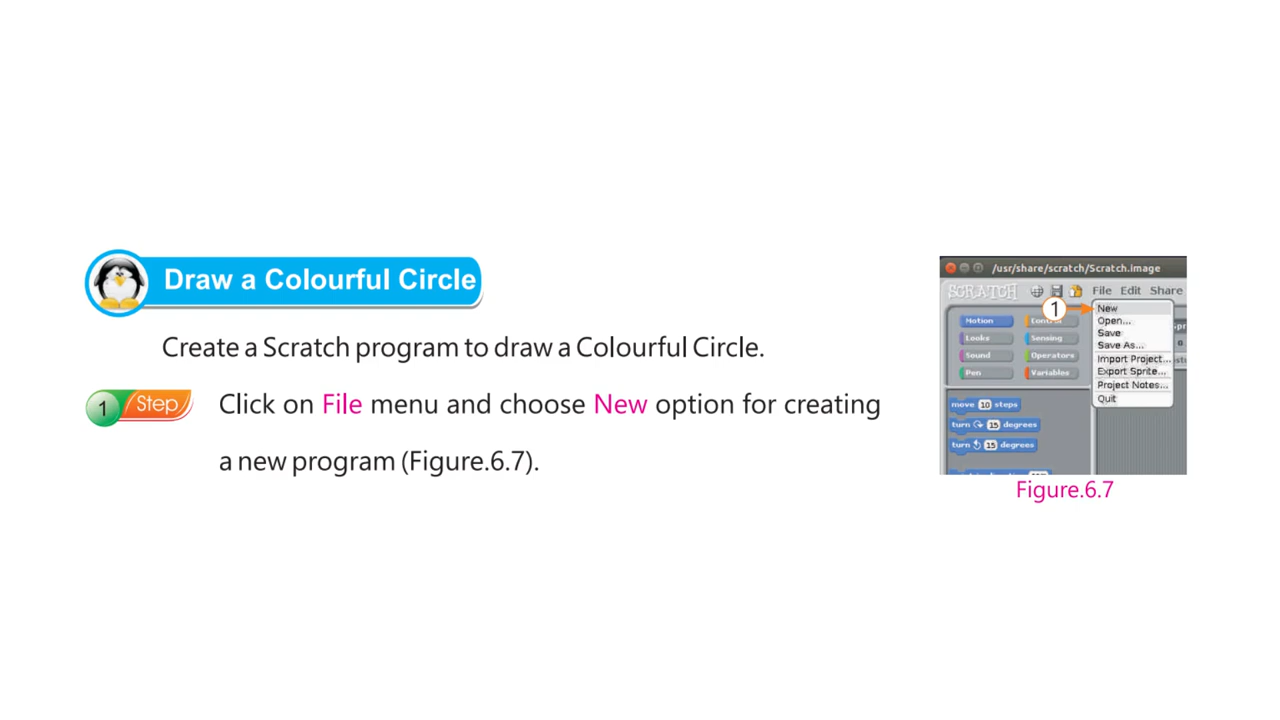 Draw a Colourful Circle
Create a Scratch program to draw a Colourful Circle.
1 Step Click on File menu and choose New option for creating
a new program (Figure.6.7).
/usr/share/scratch/Scratch.image
SCRATCH File Edit Share
1
New
Open...
Save
Save As...
Import Project...
Export Sprite...
Project Notes...
Quit
Motion Control
Looks Sensing
Sound Operators
Pen Variables
move 10 steps
turn 15 degrees
turn 15 degrees
Figure.6.7